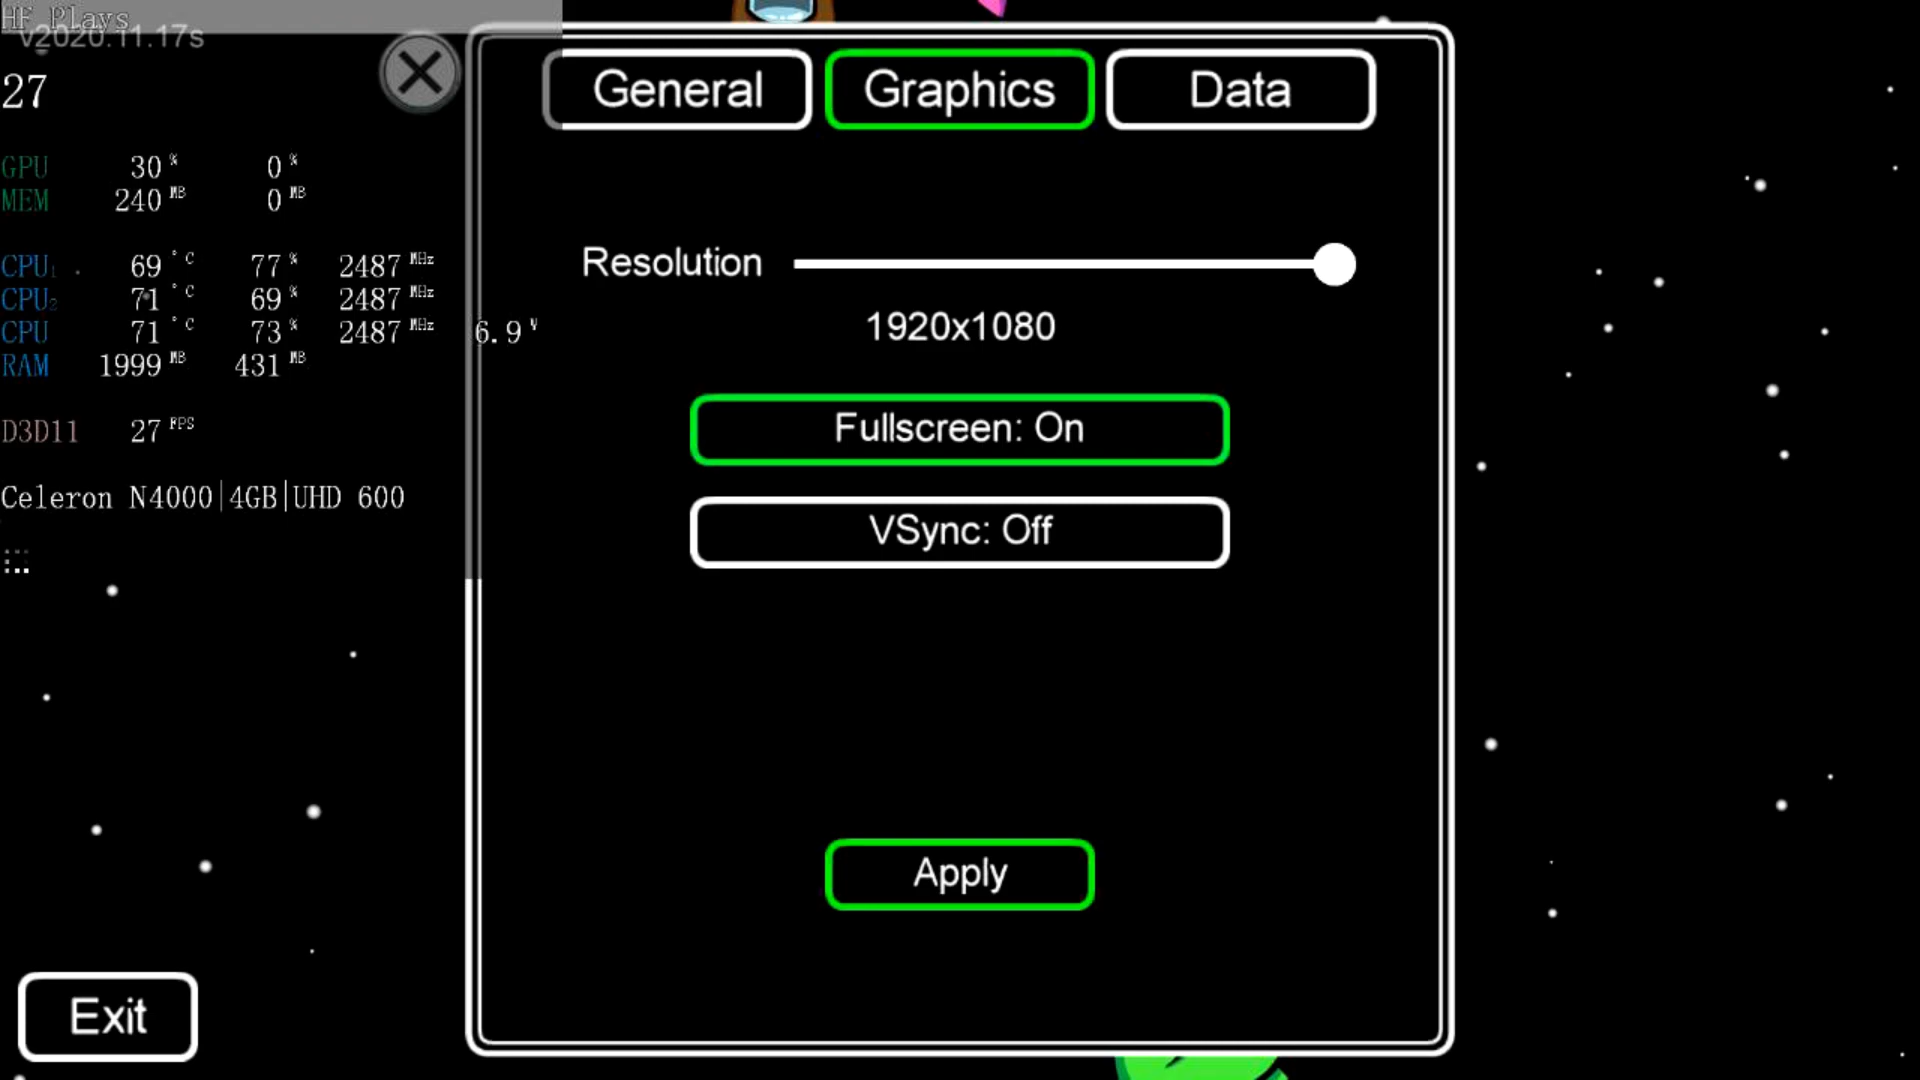 HF Plays
v2020.11.17s
27
General
Graphics
Data
GPU 30 % 0 %
MEM 240 MB 0 MB
Resolution
CPU1 69 °C 77 % 2487 MHz
CPU2 71 °C 69 % 2487 MHz
CPU 71 °C 73 % 2487 MHz 6.9 V
1920x1080
RAM 1999 MB 431 MB
D3D11 27 FPS
Fullscreen: On
Celeron N4000|4GB|UHD 600
VSync: Off
Apply
Exit